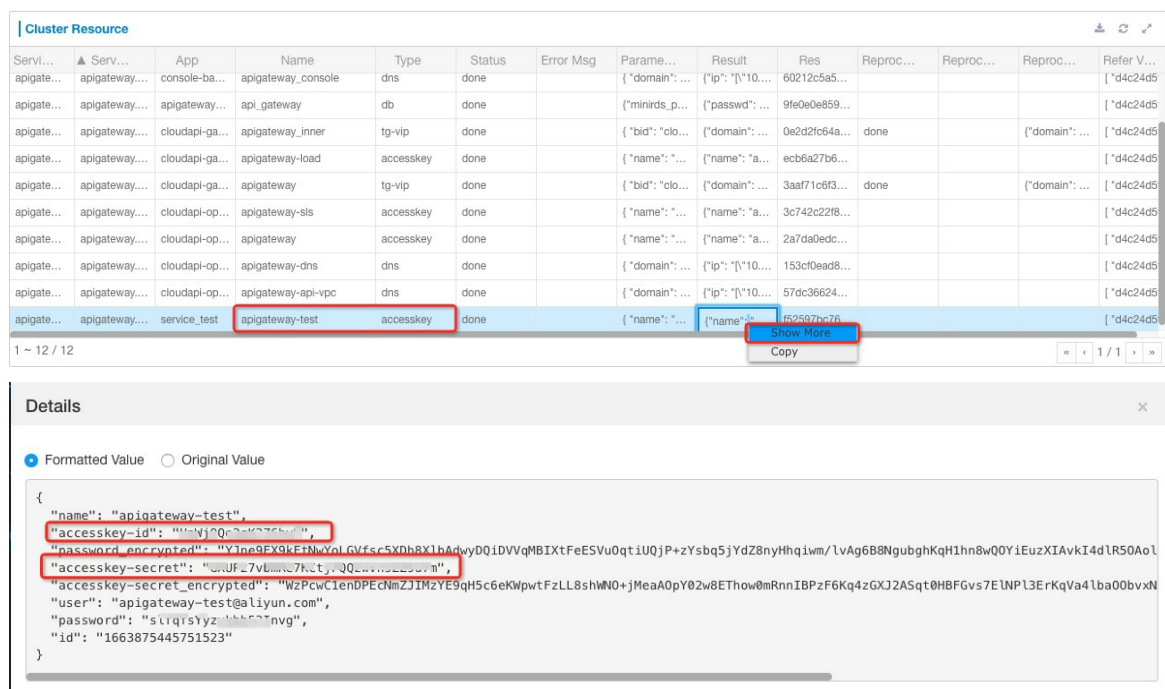 Cluster Resource
Servi... ▲ Serv... App Name Type Status Error Msg Parame... Result Res Reproc... Reproc... Reproc... Refer V...
apigate... apigateway.... console-ba... apigateway_console dns done { "domain": ... {"ip": "[\"10.... 60212c5a5... [ "d4c24d5
apigate... apigateway.... apigateway... api_gateway db done {"minirds_p... {"passwd": ... 9fe0e0e859... [ "d4c24d5
apigate... apigateway.... cloudapi-ga... apigateway_inner tg-vip done { "bid": "clo... {"domain": ... 0e2d2fc64a... done {"domain": ... [ "d4c24d5
apigate... apigateway.... cloudapi-ga... apigateway-load accesskey done { "name": "... {"name": "a... ecb6a27b6... [ "d4c24d5
apigate... apigateway.... cloudapi-ga... apigateway tg-vip done { "bid": "clo... {"domain": ... 3aaf71c6f3... done {"domain": ... [ "d4c24d5
apigate... apigateway.... cloudapi-op... apigateway-sls accesskey done { "name": "... {"name": "a... 3c742c22f8... [ "d4c24d5
apigate... apigateway.... cloudapi-op... apigateway accesskey done { "name": "... {"name": "a... 2a7da0edc... [ "d4c24d5
apigate... apigateway.... cloudapi-op... apigateway-dns dns done { "domain": ... {"ip": "[\"10.... 153cf0ead8... [ "d4c24d5
apigate... apigateway.... cloudapi-op... apigateway-api-vpc dns done { "domain": ... {"ip": "[\"10.... 57dc36624... [ "d4c24d5
apigate... apigateway.... service_test apigateway-test accesskey done { "name": "... {"name": " f52597bc76... [ "d4c24d5
Show More
Copy
1 ~ 12 / 12 « ‹ 1 / 1 › »
Details ×
Formatted Value Original Value
{
"name": "apigateway-test",
"accesskey-id":
"password_encrypted":
"accesskey-secret":
"accesskey-secret_encrypted":
"user": "apigateway-test@aliyun.com",
"password":
"id": "1663875445751523"
}